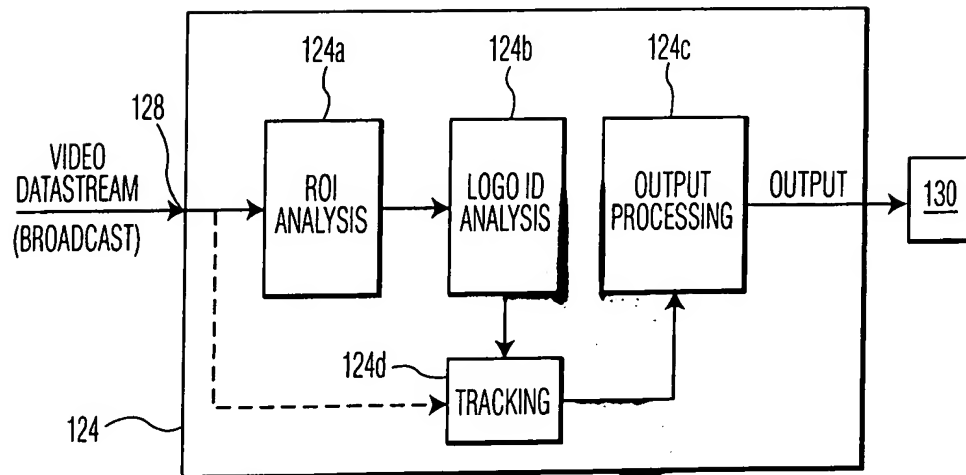 124a
124b
124c
128
VIDEO
DATASTREAM
(BROADCAST)
ROI
ANALYSIS
LOGO ID
ANALYSIS
OUTPUT
PROCESSING
OUTPUT
130
124d
TRACKING
124